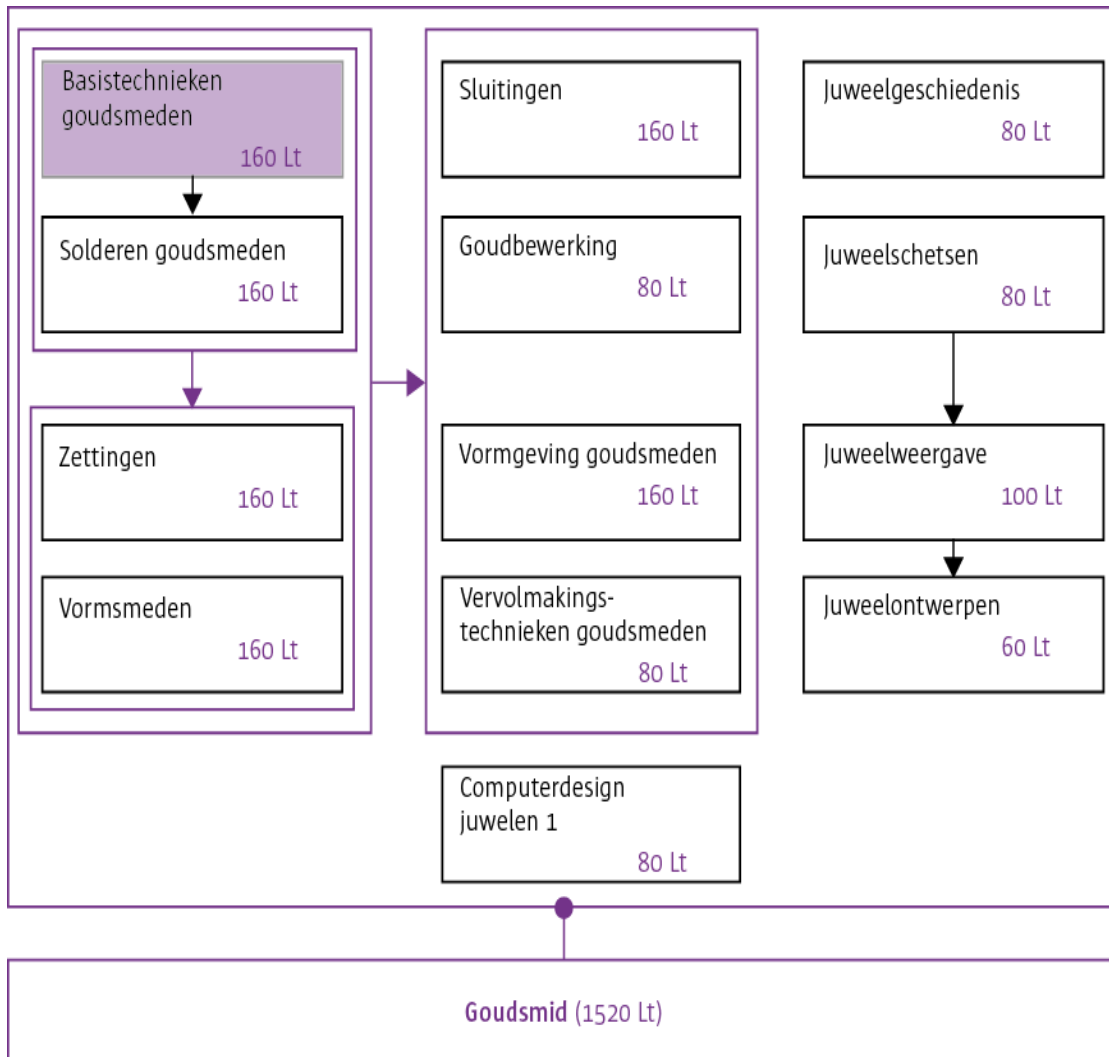 Basistechnieken
goudsmeden
160 Lt
Solderen goudsmeden
160 Lt
Zettingen
160 Lt
Vormsmeden
160 Lt
Sluitingen
160 Lt
Goudbewerking
80 Lt
Vormgeving goudsmeden
160 Lt
Vervolmakings-
technieken goudsmeden
80 Lt
Computerdesign
juwelen 1
80 Lt
Juweelgeschiedenis
80 Lt
Juweelschetsen
80 Lt
Juweelweergave
100 Lt
Juweelontwerpen
60 Lt
Goudsmid (1520 Lt)